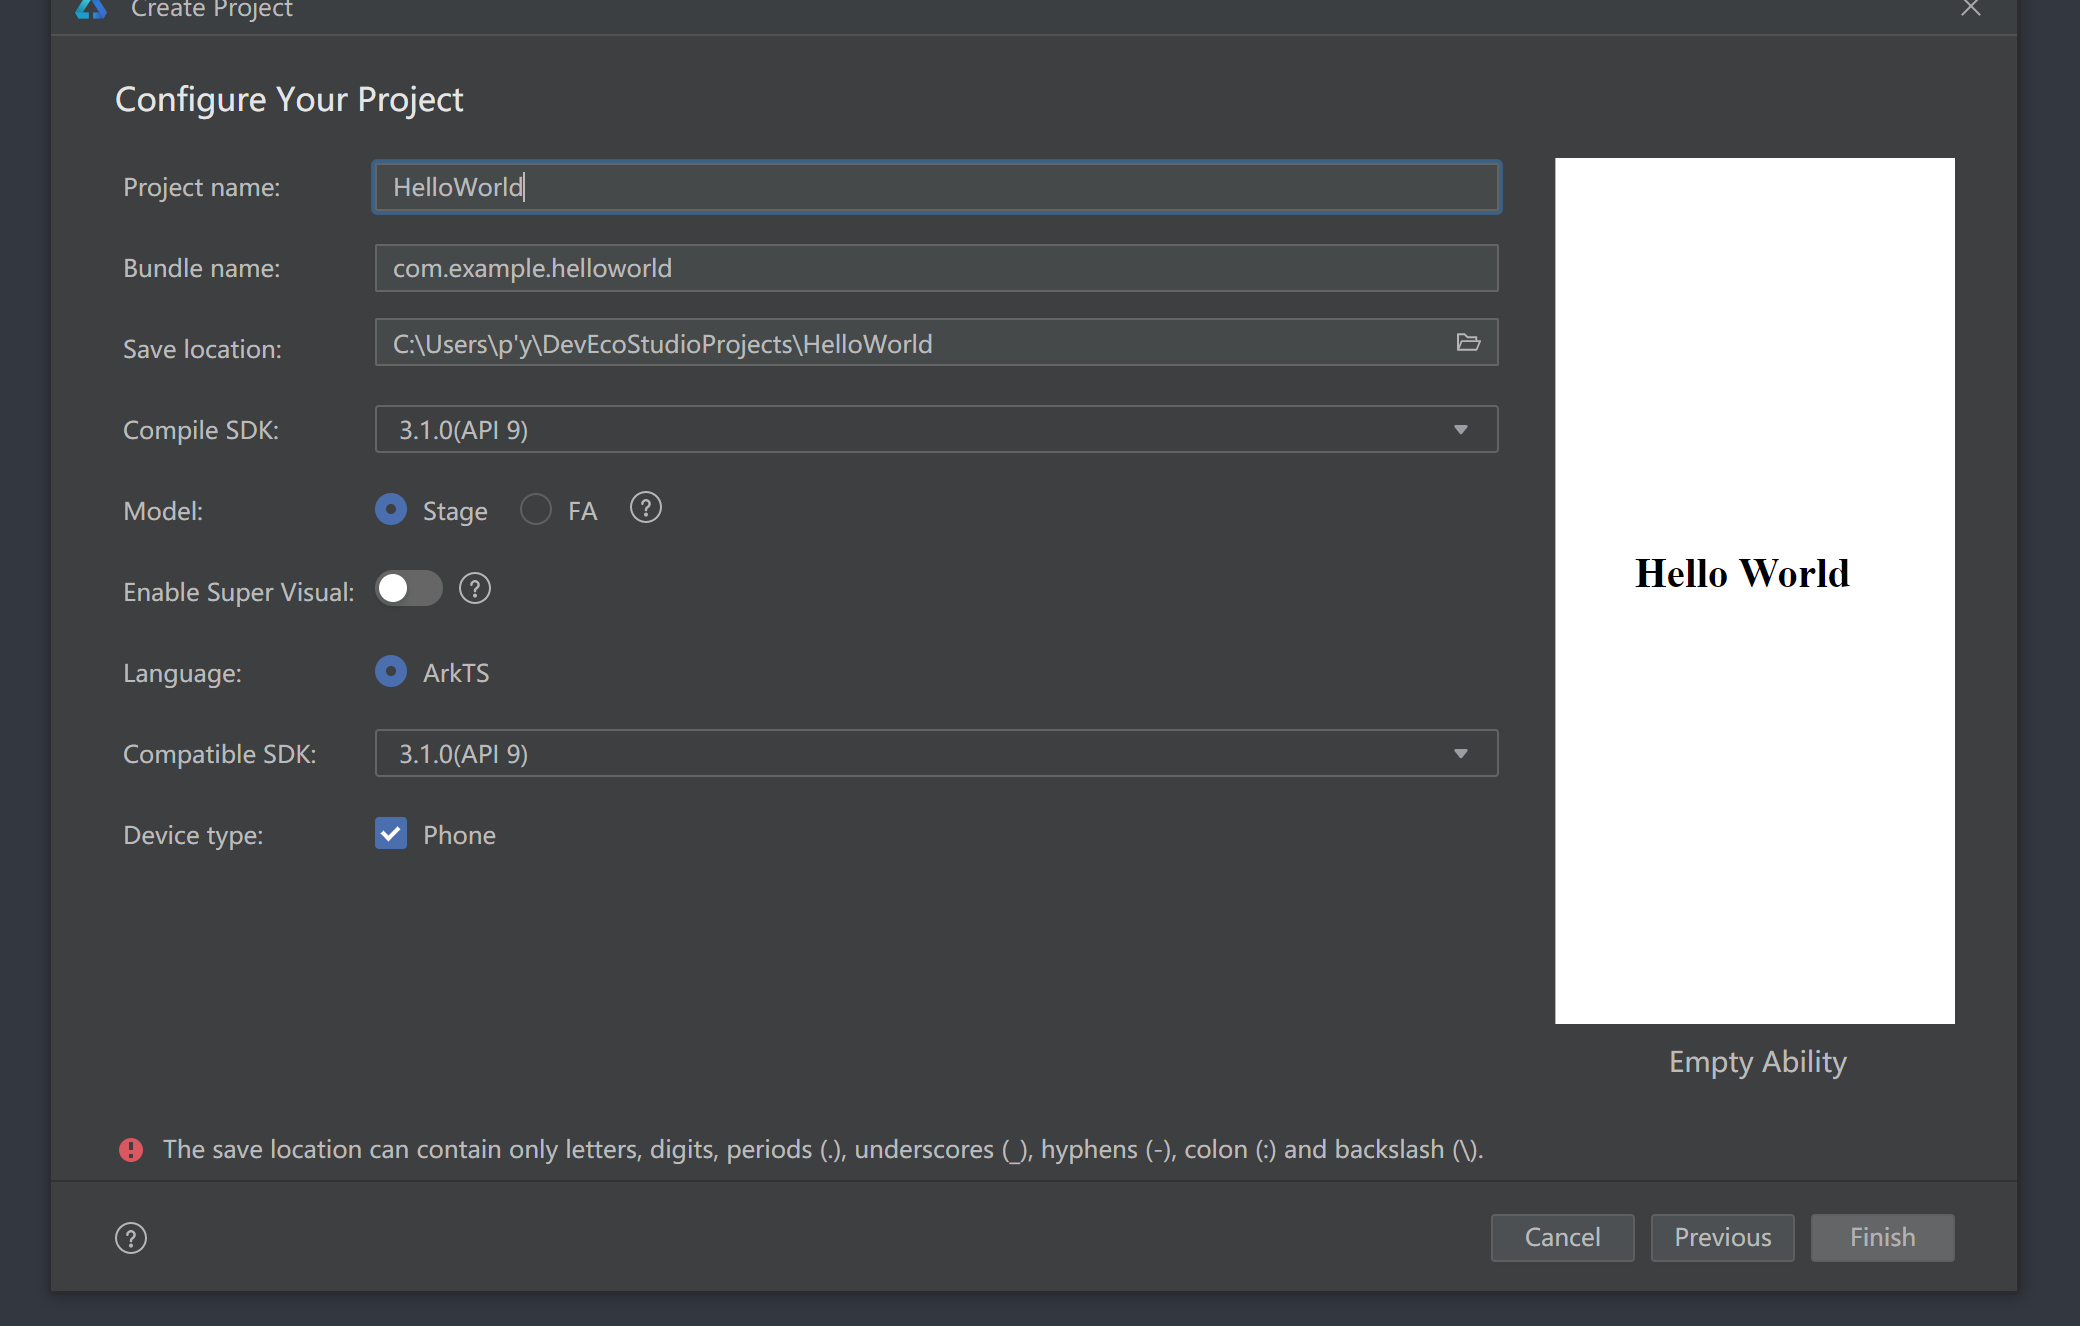 Create Project
Configure Your Project
Project name: HelloWorld
Bundle name: com.example.helloworld
Save location: C:\Users\p'y\DevEcoStudioProjects\HelloWorld
Compile SDK: 3.1.0(API 9)
Model: Stage FA ?
Enable Super Visual: ?
Language: ArkTS
Compatible SDK: 3.1.0(API 9)
Device type: Phone
Hello World
Empty Ability
The save location can contain only letters, digits, periods (.), underscores (_), hyphens (-), colon (:) and backslash (\).
? Cancel Previous Finish